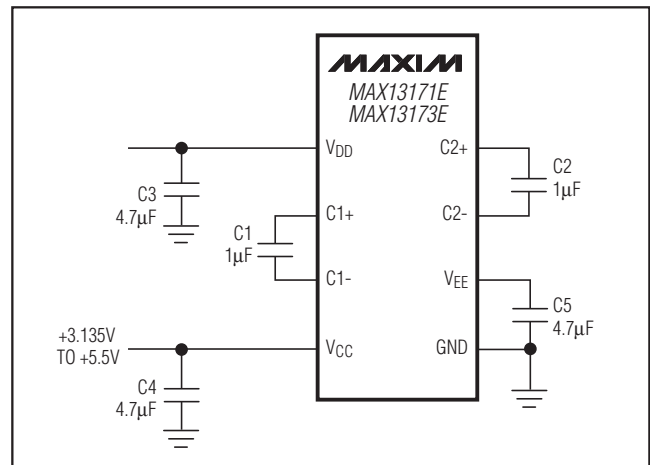 MAXIM
MAX13171E
MAX13173E
VDD
C2+
C2
1µF
C3
4.7µF
C1+
C2-
C1
1µF
C1-
VEE
C5
4.7µF
+3.135V
TO +5.5V
VCC
GND
C4
4.7µF